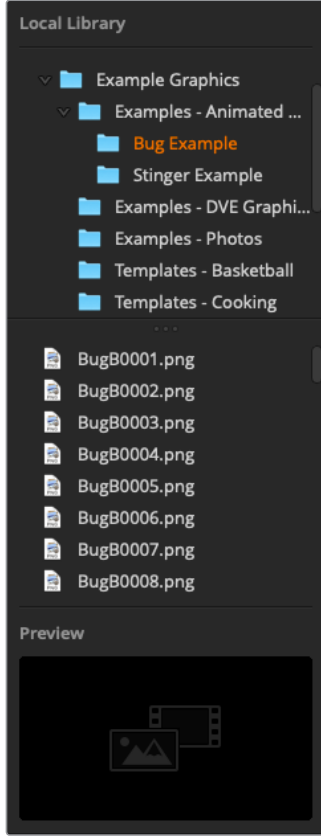 Local Library
Example Graphics
Examples - Animated ...
Bug Example
Stinger Example
Examples - DVE Graphi...
Examples - Photos
Templates - Basketball
Templates - Cooking
BugB0001.png
BugB0002.png
BugB0003.png
BugB0004.png
BugB0005.png
BugB0006.png
BugB0007.png
BugB0008.png
Preview